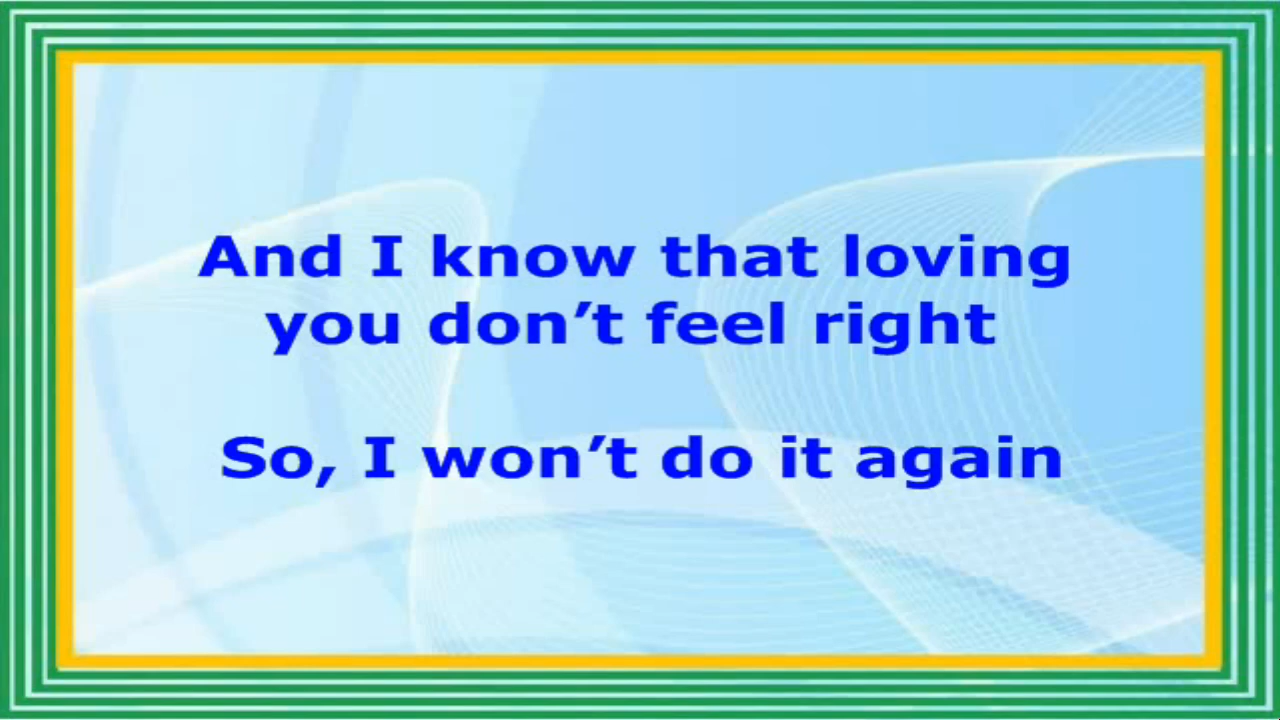 And I know that loving
you don’t feel right
So, I won’t do it again